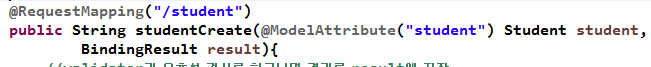 @RequestMapping("/student")
public String studentCreate(@ModelAttribute("student") Student student,
BindingResult result){